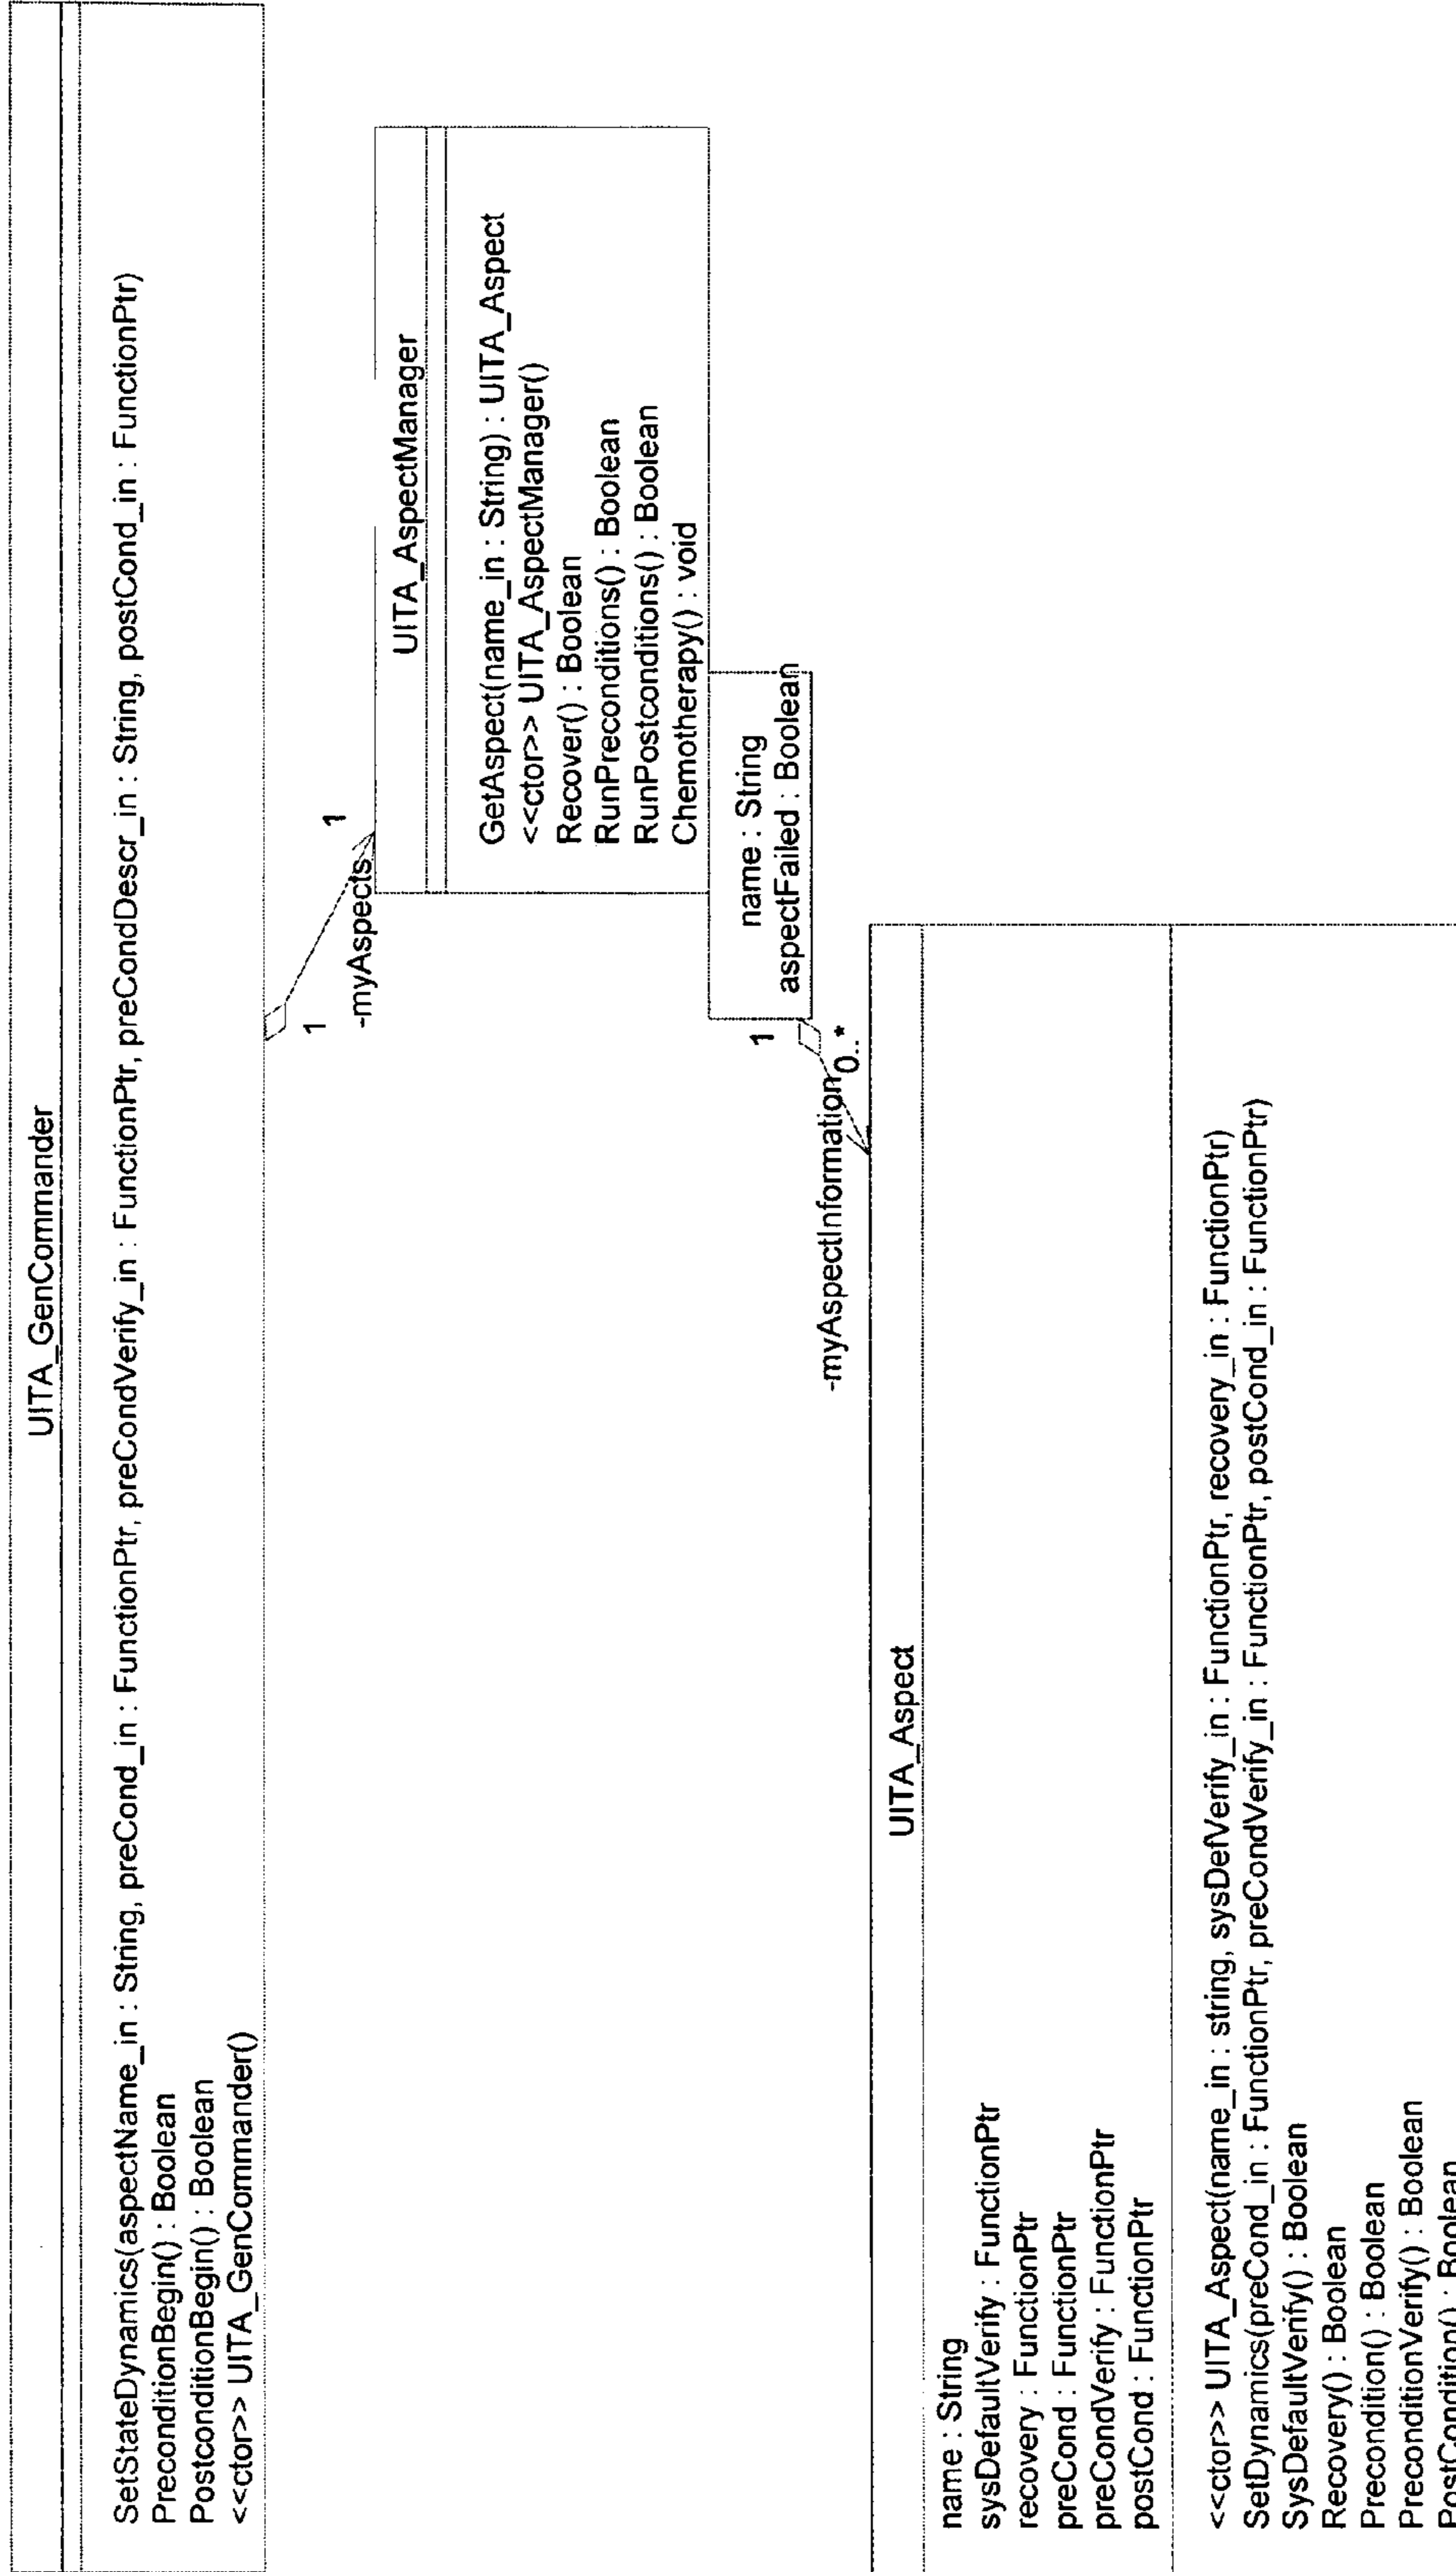 UITA_GenCommander
SetStateDynamics(aspectName_in : String, preCond_in : FunctionPtr, preCondVerify_in : FunctionPtr, preCondDescr_in : String, postCond_in : FunctionPtr)
PreconditionBegin() : Boolean
PostconditionBegin() : Boolean
<<ctor>> UITA_GenCommander()
1
-myAspects
1
UITA_AspectManager
GetAspect(name_in : String) : UITA_Aspect
<<ctor>> UITA_AspectManager()
Recover() : Boolean
RunPreconditions() : Boolean
RunPostconditions() : Boolean
Chemotherapy() : void
name : String
aspectFailed : Boolean
1
-myAspectInformation
0..*
UITA_Aspect
name : String
sysDefaultVerify : FunctionPtr
recovery : FunctionPtr
preCond : FunctionPtr
preCondVerify : FunctionPtr
postCond : FunctionPtr
<<ctor>> UITA_Aspect(name_in : string, sysDefVerify_in : FunctionPtr, recovery_in : FunctionPtr)
SetDynamics(preCond_in : FunctionPtr, preCondVerify_in : FunctionPtr, postCond_in : FunctionPtr)
SysDefaultVerify() : Boolean
Recovery() : Boolean
Precondition() : Boolean
PreconditionVerify() : Boolean
PostCondition() : Boolean